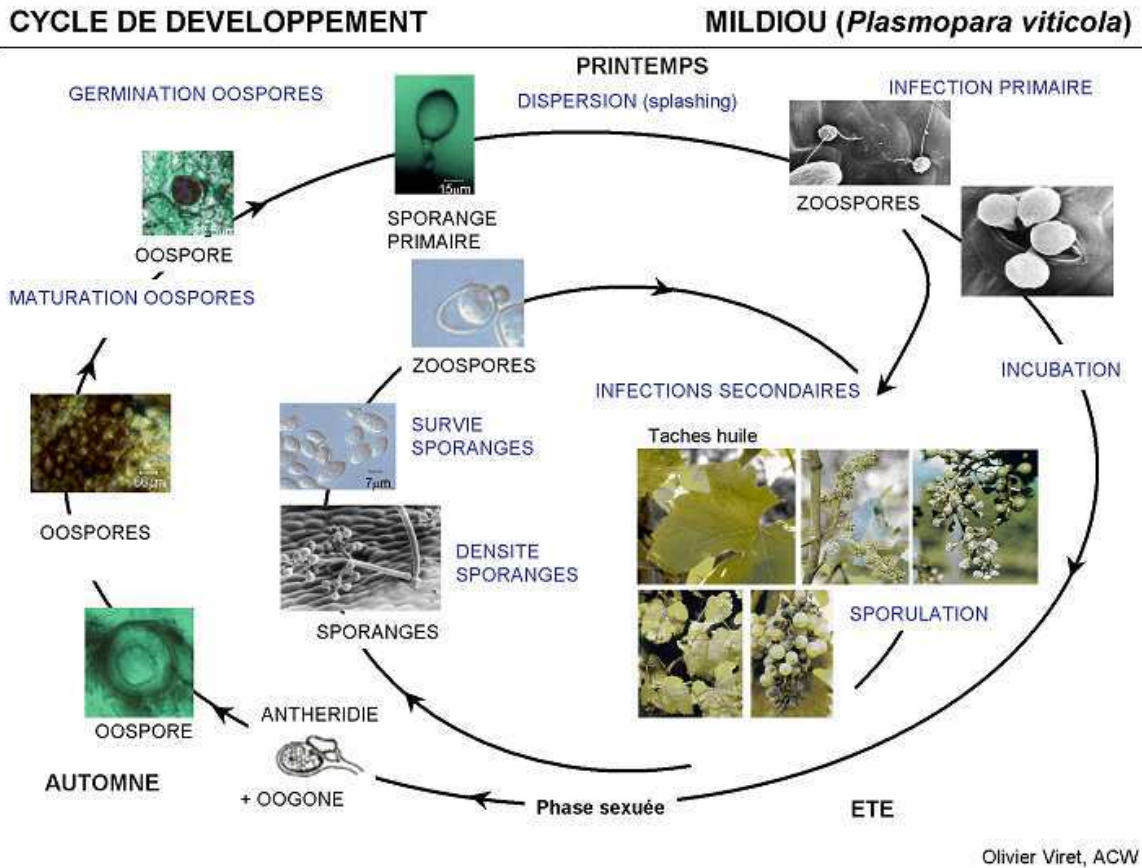 CYCLE DE DEVELOPPEMENT
MILDIOU (Plasmopara viticola)
PRINTEMPS
GERMINATION OOSPORES
DISPERSION (splashing)
INFECTION PRIMAIRE
15µm
OOSPORE
SPORANGE
PRIMAIRE
ZOOSPORES
MATURATION OOSPORES
ZOOSPORES
INFECTIONS SECONDAIRES
INCUBATION
SURVIE
SPORANGES
7µm
Taches huile
OOSPORES
DENSITE
SPORANGES
SPORANGES
SPORULATION
OOSPORE
ANTHERIDIE
+ OOGONE
AUTOMNE
Phase sexuée
ETE
Olivier Viret, ACW